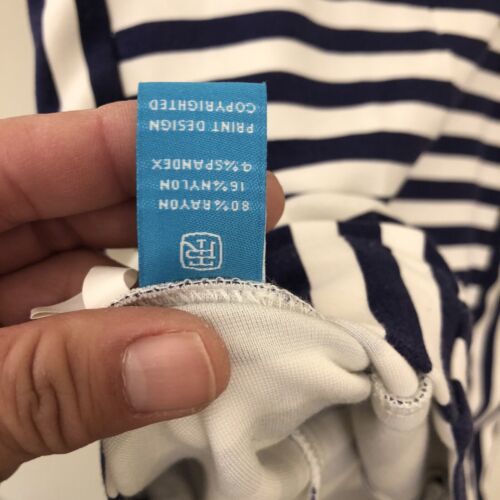 80%RAYON
16%NYLON
4%SPANDEX
PRINT DESIGN
COPYRIGHTED